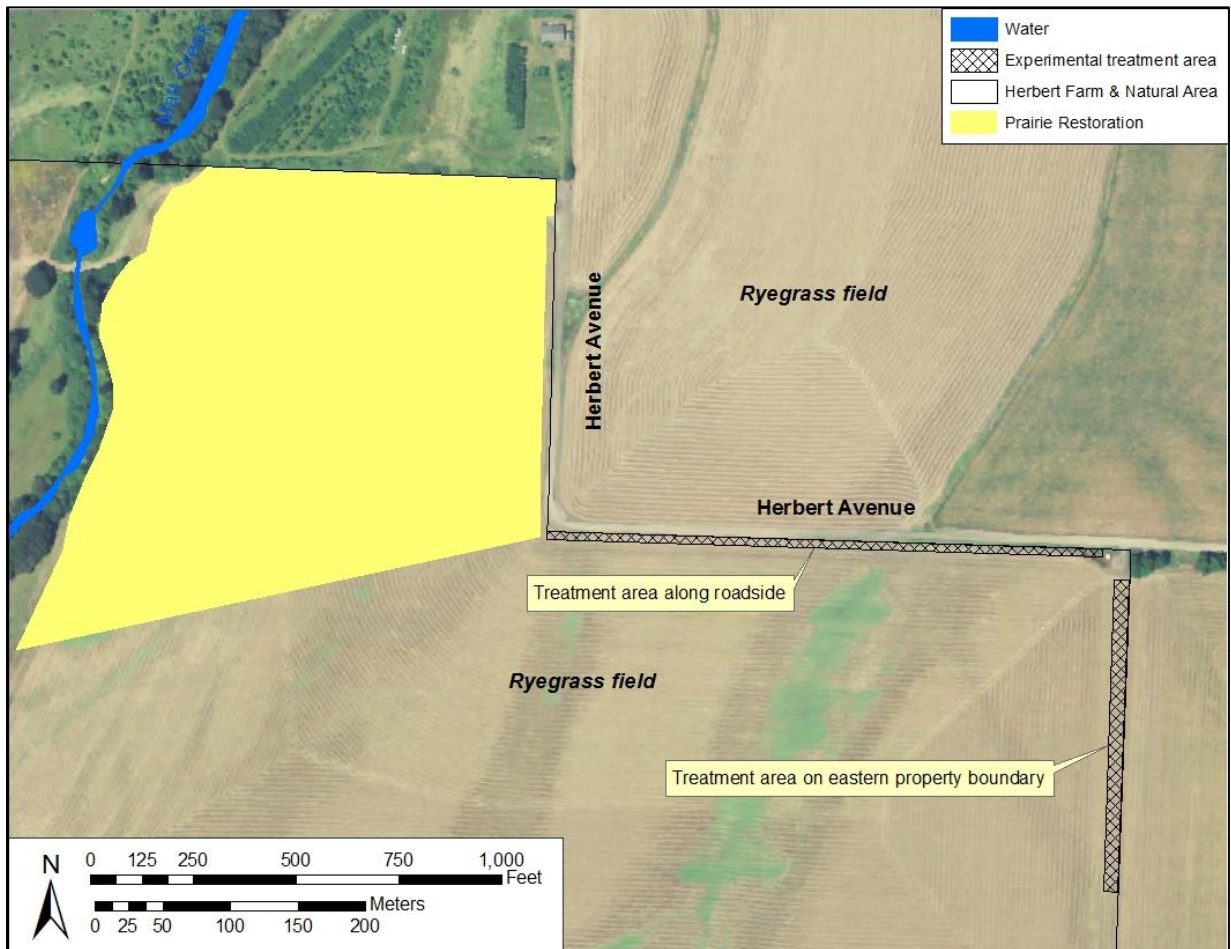 Water
Experimental treatment area
Herbert Farm & Natural Area
Prairie Restoration
Creek
Ryegrass field
Herbert Avenue
Herbert Avenue
Treatment area along roadside
Ryegrass field
Treatment area on eastern property boundary
N
0 125 250 500 750 1,000
Feet
Meters
0 25 50 100 150 200